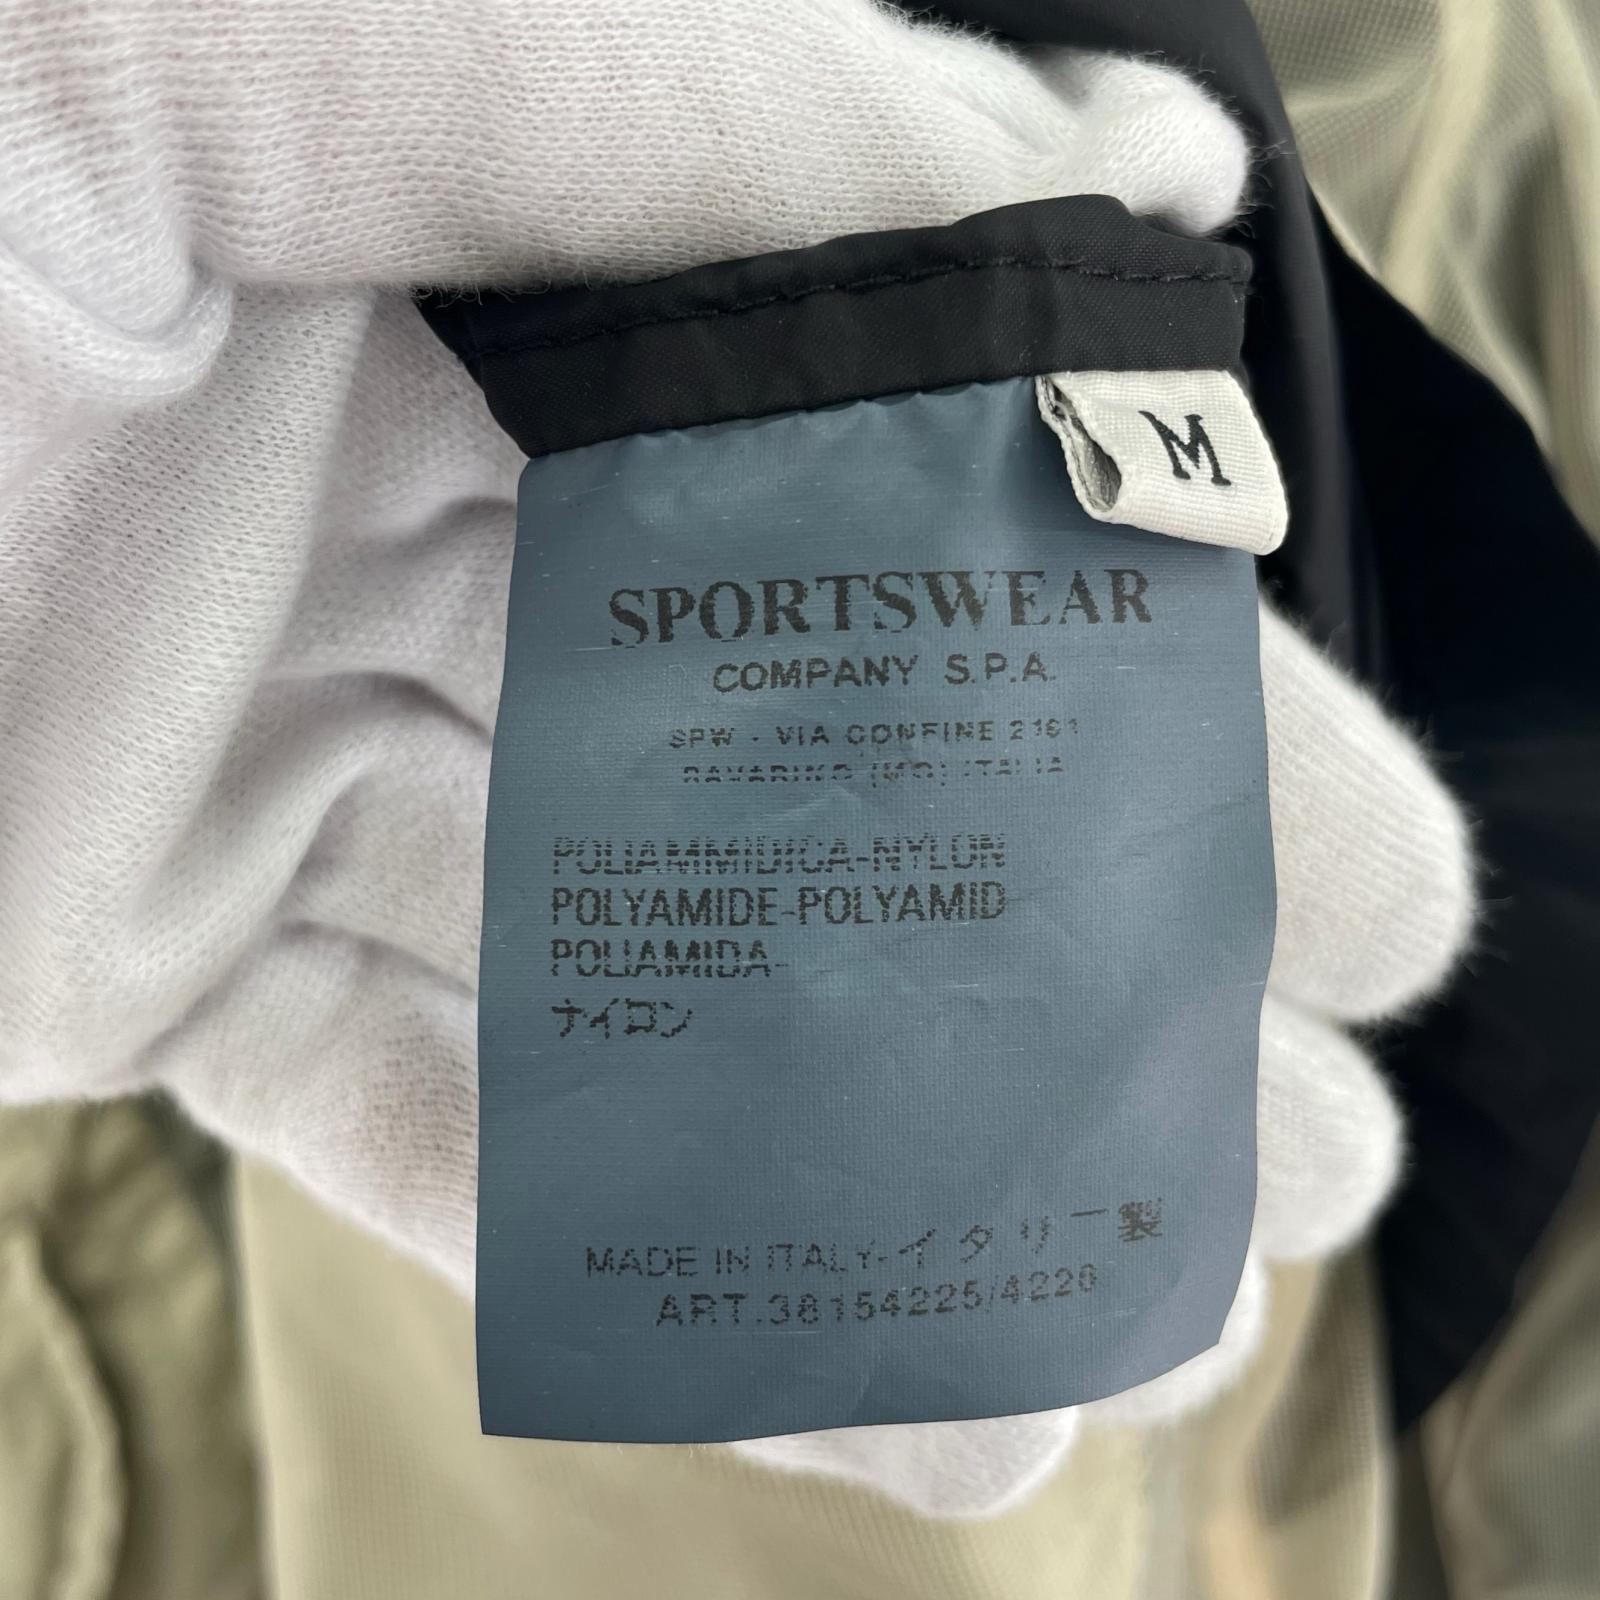 M
SPORTSWEAR
COMPANY S.P.A.
SPW - VIA CONFINE 2161
RAVARINO (MO) ITALIA
POLIAMMIDICA-NYLON
POLYAMIDE-POLYAMID
POLIAMIDA-
ナイロン
MADE IN ITALY-イタリー製
ART.38154225/4226